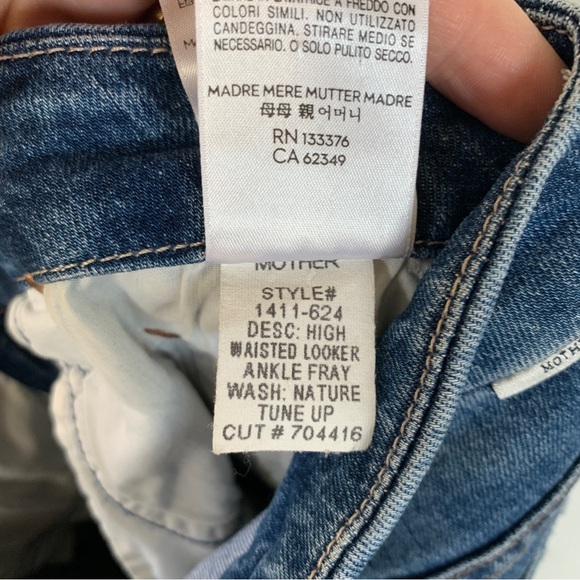 COLORI SIMILI. NON UTILIZZATO
CANDEGGINA. STIRARE MEDIO SE
NECESSARIO. O SOLO PULITO SECCO.
MADRE MERE MUTTER MADRE
母母 親 어머니
RN 133376
CA 62349
MOTHER
STYLE#
1411-624
DESC: HIGH
WAISTED LOOKER
ANKLE FRAY
WASH: NATURE
TUNE UP
CUT # 704416